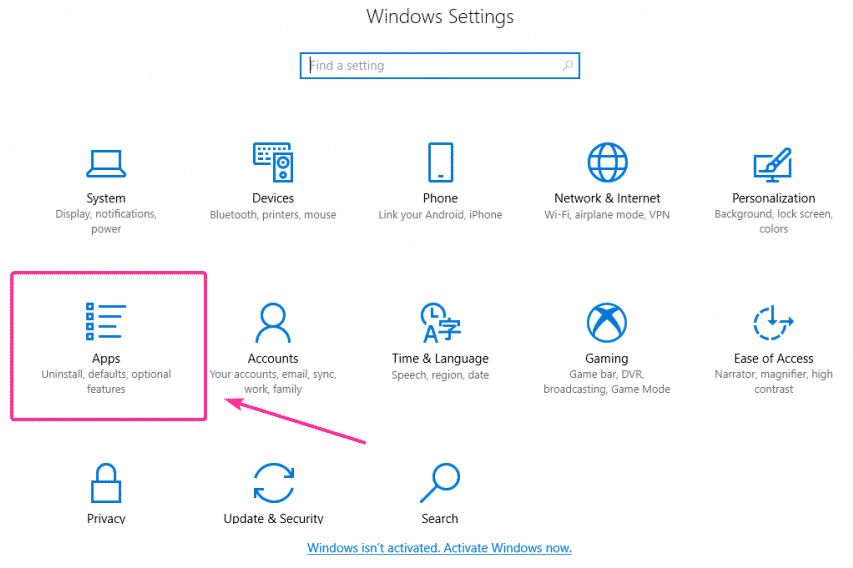 Windows Settings
Find a setting
System
Display, notifications,
power
Devices
Bluetooth, printers, mouse
Phone
Link your Android, iPhone
Network & Internet
Wi-Fi, airplane mode, VPN
Personalization
Background, lock screen,
colors
Apps
Uninstall, defaults, optional
features
Accounts
Your accounts, email, sync,
work, family
Time & Language
Speech, region, date
Gaming
Game bar, DVR,
broadcasting, Game Mode
Ease of Access
Narrator, magnifier, high
contrast
Privacy
Update & Security
Search
Windows isn't activated. Activate Windows now.